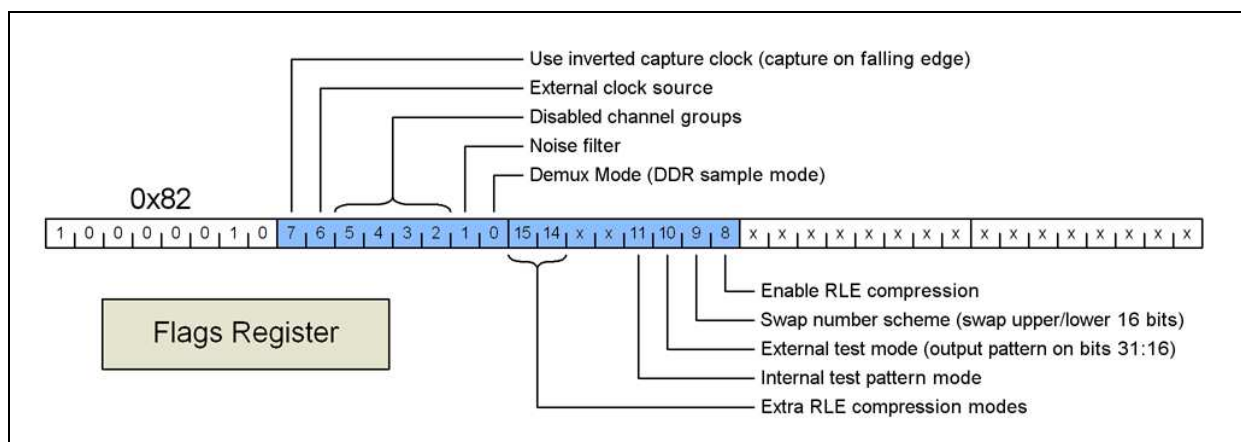 Use inverted capture clock (capture on falling edge)
External clock source
Disabled channel groups
Noise filter
Demux Mode (DDR sample mode)
0x82
1 0 0 0 0 0 1 0 7 6 5 4 3 2 1 0 15 14 x x 11 10 9 8 x x x x x x x x x x x x x x x x
Enable RLE compression
Swap number scheme (swap upper/lower 16 bits)
External test mode (output pattern on bits 31:16)
Internal test pattern mode
Extra RLE compression modes
Flags Register